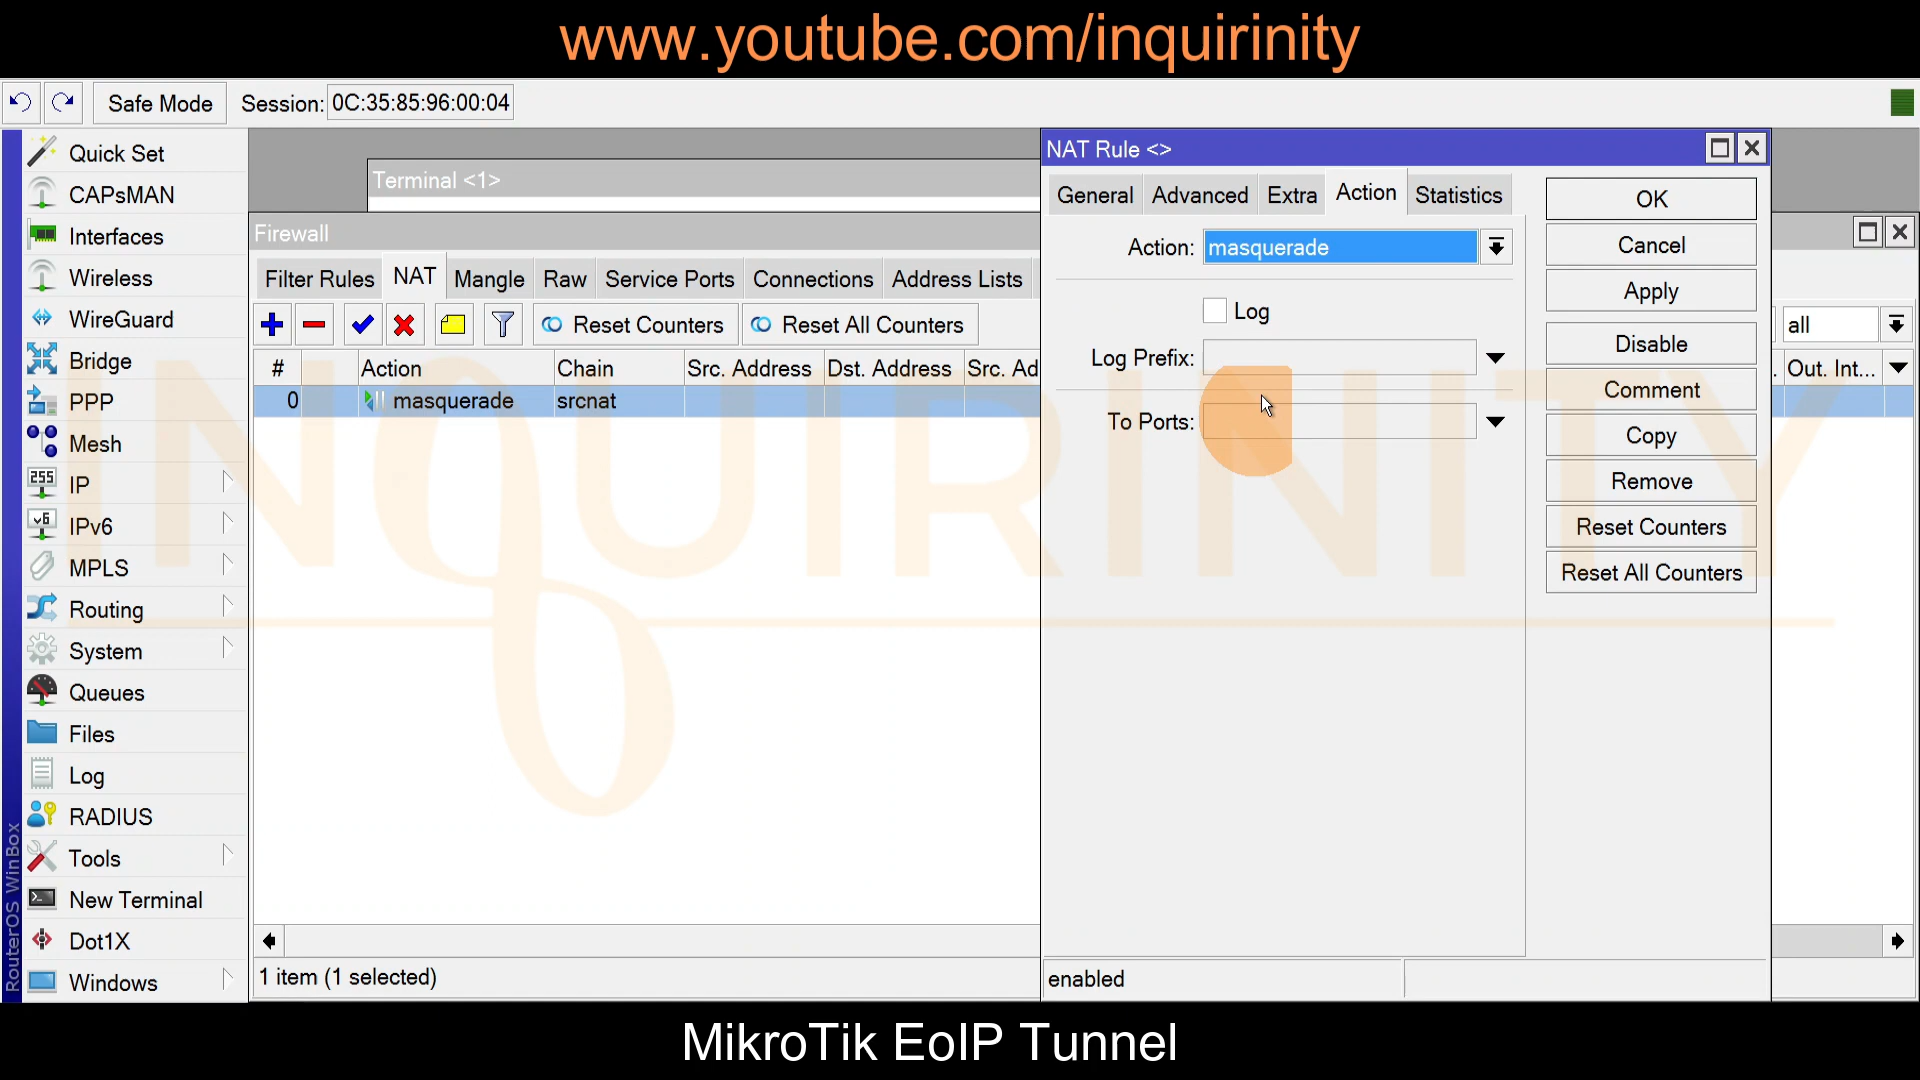 www.youtube.com/inquirinity
Safe Mode
Session: 0C:35:85:96:00:04
Quick Set
CAPsMAN
Interfaces
Wireless
WireGuard
Bridge
PPP
Mesh
255 IP
v6 IPv6
MPLS
Routing
System
Queues
Files
Log
RADIUS
Tools
New Terminal
Dot1X
Windows
RouterOS WinBox
Terminal <1>
Firewall
Filter Rules NAT Mangle Raw Service Ports Connections Address Lists
Reset Counters Reset All Counters
all
# Action Chain Src. Address Dst. Address Src. Ad
. Out. Int...
0 masquerade srcnat
1 item (1 selected)
NAT Rule <>
General Advanced Extra Action Statistics
Action: masquerade
Log
Log Prefix:
To Ports:
OK
Cancel
Apply
Disable
Comment
Copy
Remove
Reset Counters
Reset All Counters
enabled
INQUIRINITY
MikroTik EoIP Tunnel